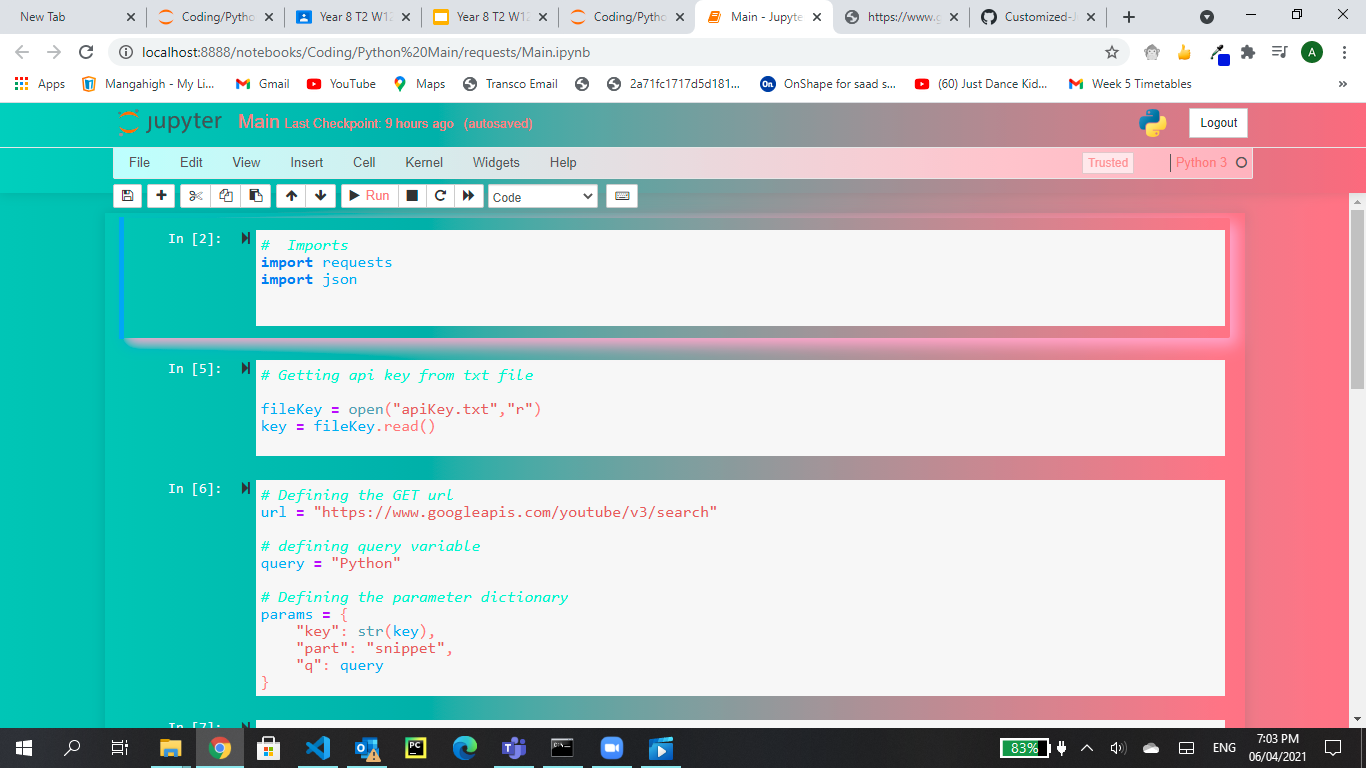 New Tab
Coding/Pytho
Year 8 T2 W12
Year 8 T2 W12
Coding/Pytho
Main - Jupyte
https://www.g
Customized-J
localhost:8888/notebooks/Coding/Python%20Main/requests/Main.ipynb
A
Apps
Mangahigh - My Li...
Gmail
YouTube
Maps
Transco Email
2a71fc1717d5d181...
On
OnShape for saad s...
(60) Just Dance Kid...
Week 5 Timetables
»
jupyter Main Last Checkpoint: 9 hours ago (autosaved)
Logout
File Edit View Insert Cell Kernel Widgets Help
Trusted
Python 3
Run
Code
In [2]:
#  Imports
import requests
import json
In [5]:
# Getting api key from txt file
fileKey = open("apiKey.txt","r")
key = fileKey.read()
In [6]:
# Defining the GET url
url = "https://www.googleapis.com/youtube/v3/search"
# defining query variable
query = "Python"
# Defining the parameter dictionary
params = {
    "key": str(key),
    "part": "snippet",
    "q": query
}
In [7]:
PC
83%
ENG
7:03 PM
06/04/2021